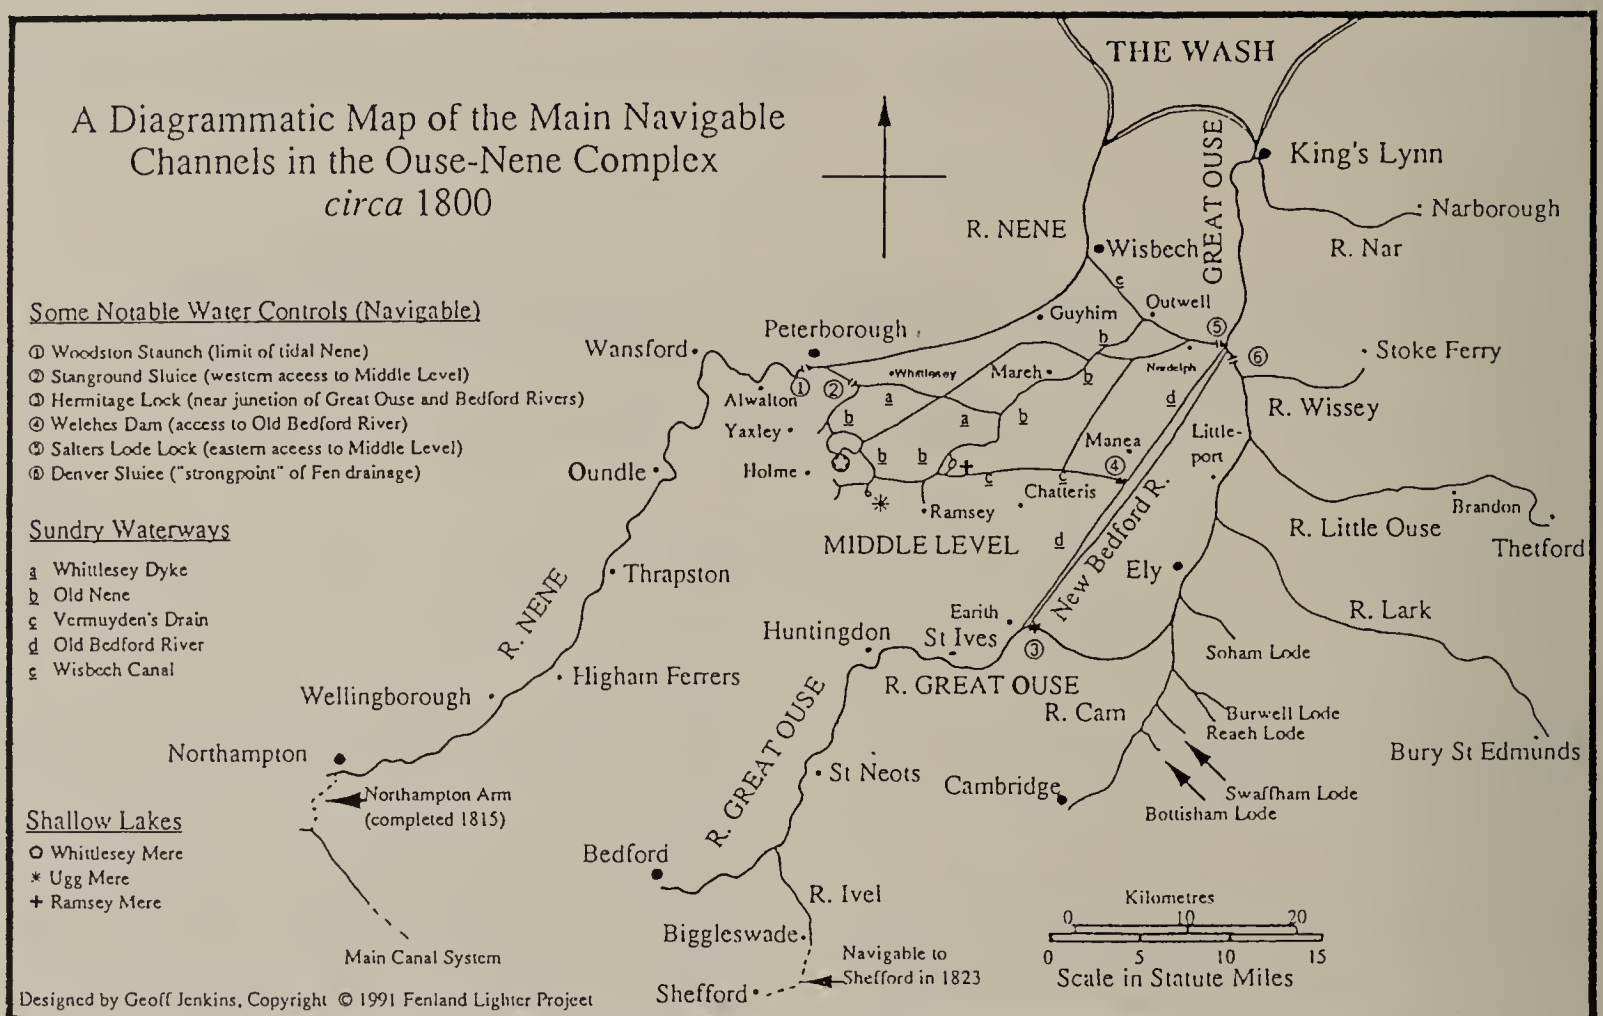 THE WASH
A Diagrammatic Map of the Main Navigable
Channels in the Ouse-Nene Complex
circa 1800
King's Lynn
GREAT OUSE
Narborough
R. Nar
R. NENE
Wisbech
e
Outwell
Guyhirn
Some Notable Water Controls (Navigable)
① Woodston Staunch (limit of tidal Nene)
② Stanground Sluice (western access to Middle Level)
③ Hermitage Lock (near junction of Great Ouse and Bedford Rivers)
④ Welches Dam (access to Old Bedford River)
⑤ Salters Lode Lock (eastern access to Middle Level)
⑥ Denver Sluice ("strongpoint" of Fen drainage)
Peterborough
Wansford
⑤
⑥
Stoke Ferry
b
Nordelph
Whittlesey
March
b
① ②
Alwalton
a
d
R. Wissey
Yaxley
b
a
b
Manea
Little-
port
④
Holme
b
b
c
c
Chatteris
Ramsey
Oundle
Brandon
R. Little Ouse
Thetford
MIDDLE LEVEL
d
New Bedford R.
Ely
Sundry Waterways
a Whittlesey Dyke
b Old Nene
c Vermuyden's Drain
d Old Bedford River
e Wisbech Canal
Thrapston
R. NENE
R. Lark
Earith
Huntingdon
St Ives
③
Soham Lode
R. GREAT OUSE
Higham Ferrers
Wellingborough
R. Cam
Burwell Lode
Reach Lode
Bury St Edmunds
Northampton
R. GREAT OUSE
St Neots
Cambridge
Swaffham Lode
Bottisham Lode
Northampton Arm
(completed 1815)
Shallow Lakes
Whittlesey Mere
* Ugg Mere
+ Ramsey Mere
Bedford
R. Ivel
Biggleswade
Navigable to
Shefford in 1823
Shefford
Main Canal System
Kilometres
0 10 20
0 5 10 15
Scale in Statute Miles
Designed by Geoff Jenkins, Copyright © 1991 Fenland Lighter Project